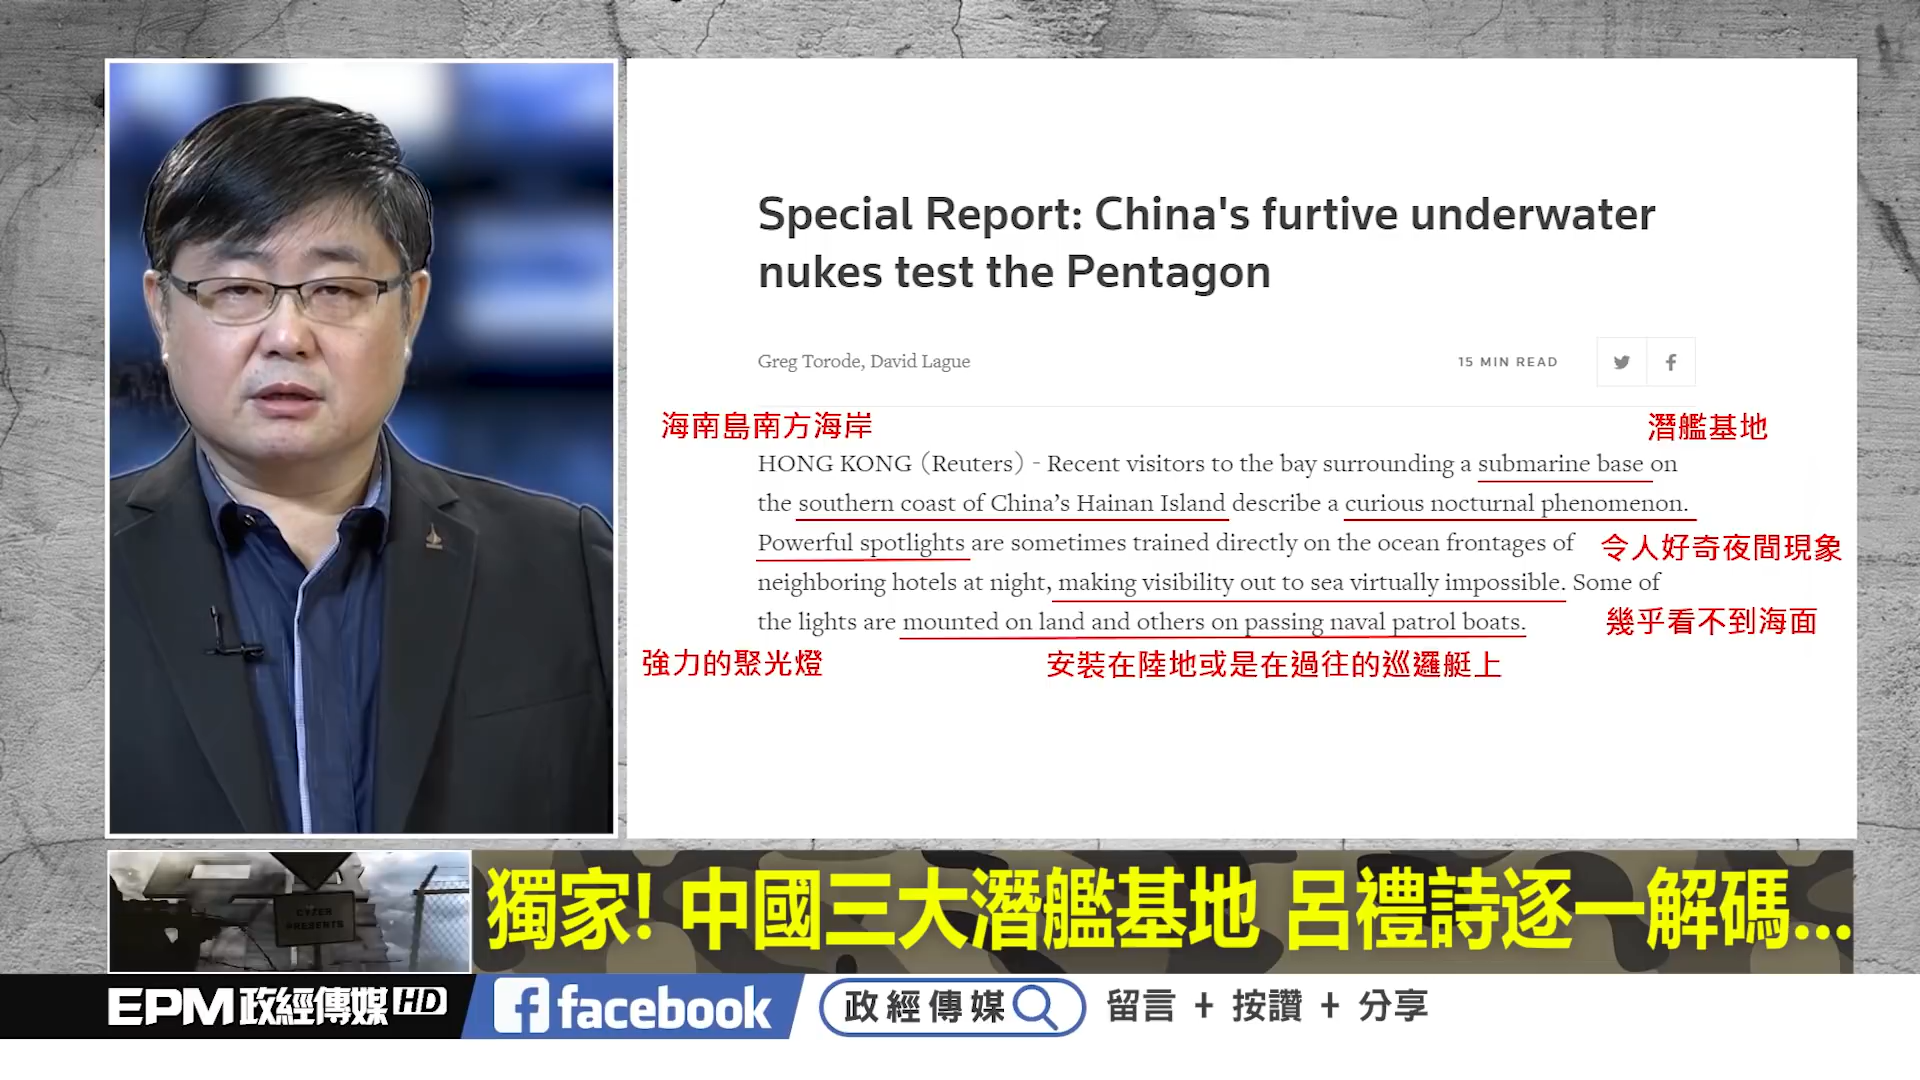 Special Report: China's furtive underwater
nukes test the Pentagon
Greg Torode, David Lague
15 MIN READ
海南島南方海岸
潛艦基地
HONG KONG (Reuters) - Recent visitors to the bay surrounding a submarine base on
the southern coast of China’s Hainan Island describe a curious nocturnal phenomenon.
Powerful spotlights are sometimes trained directly on the ocean frontages of
令人好奇夜間現象
neighboring hotels at night, making visibility out to sea virtually impossible. Some of
the lights are mounted on land and others on passing naval patrol boats.
幾乎看不到海面
強力的聚光燈
安裝在陸地或是在過往的巡邏艇上
CYZER
PRESENTS
獨家! 中國三大潛艦基地 呂禮詩逐一解碼...
EPM政經傳媒HD
facebook
政經傳媒
留言 + 按讚 + 分享